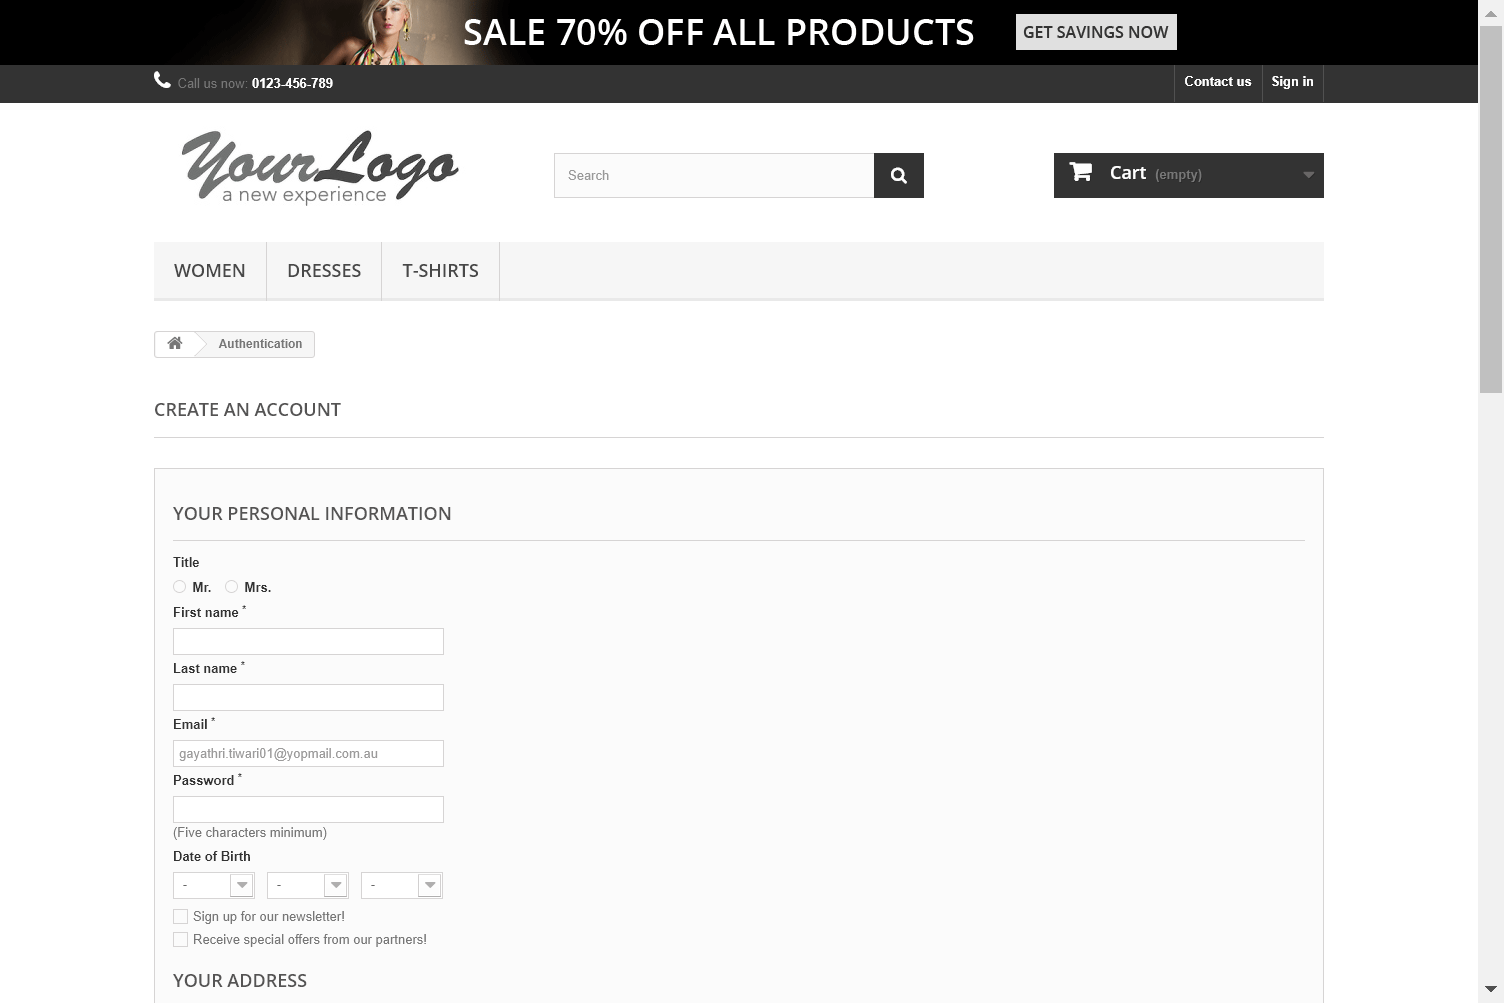 SALE 70% OFF ALL PRODUCTS GET SAVINGS NOW
Call us now: 0123-456-789 Contact us Sign in
YourLogo
a new experience
Search
Cart (empty)
WOMEN DRESSES T-SHIRTS
Authentication
CREATE AN ACCOUNT
YOUR PERSONAL INFORMATION
Title
Mr. Mrs.
First name *
Last name *
Email *
gayathri.tiwari01@yopmail.com.au
Password *
(Five characters minimum)
Date of Birth
- - -
Sign up for our newsletter!
Receive special offers from our partners!
YOUR ADDRESS